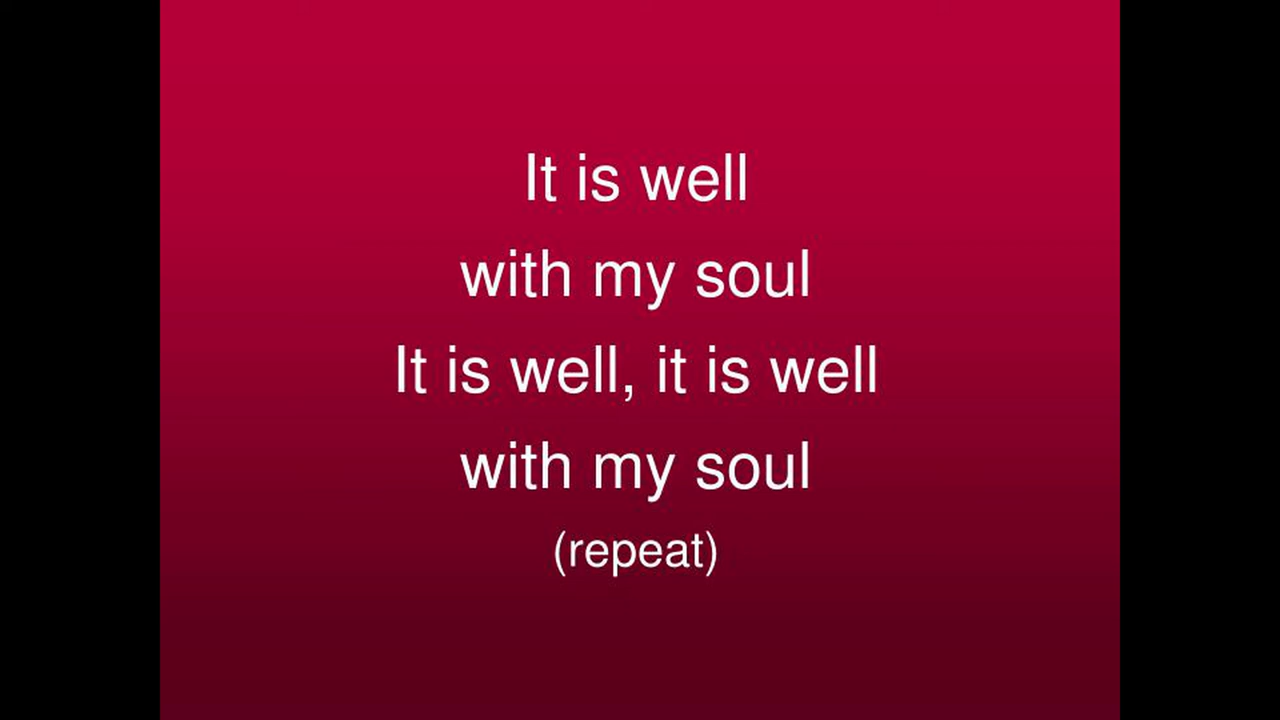 It is well
with my soul
It is well, it is well
with my soul
(repeat)